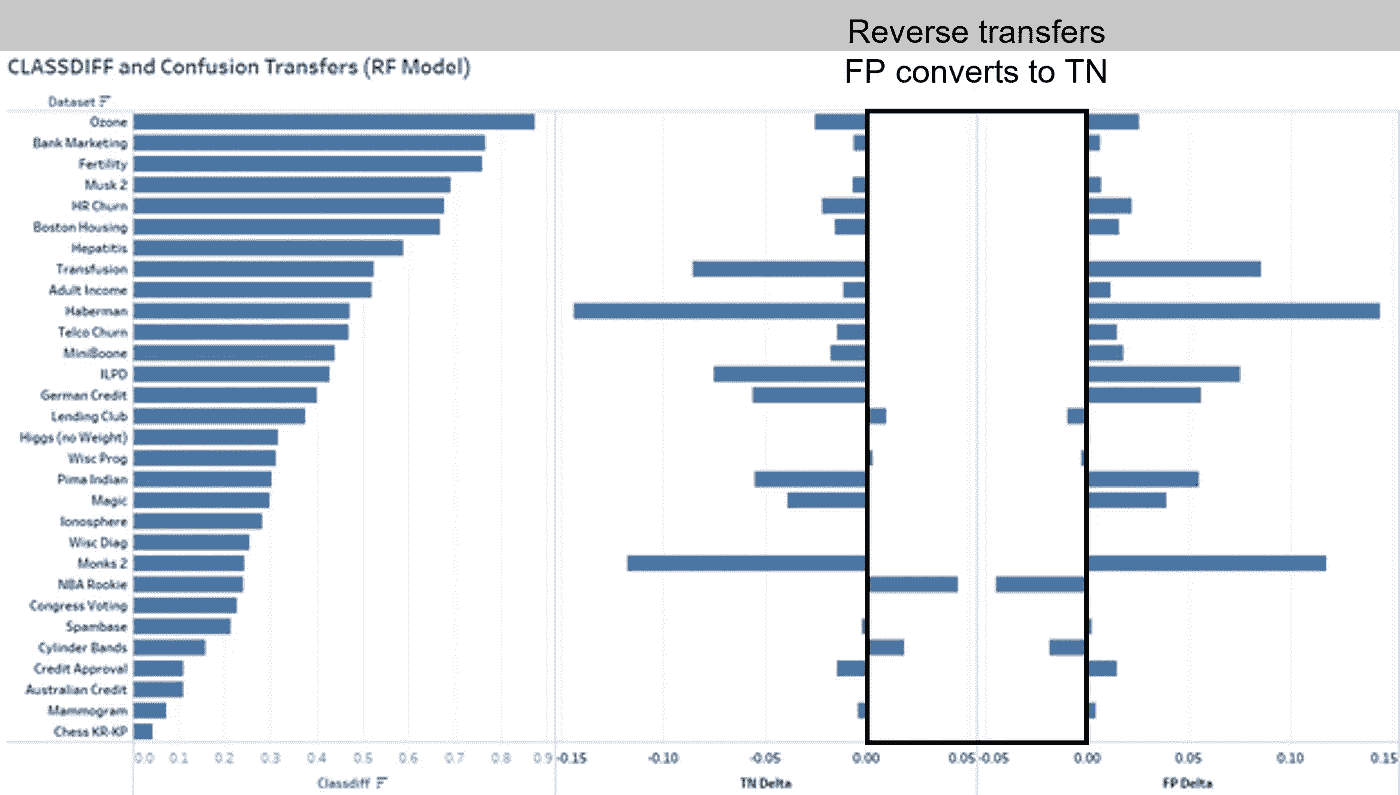 Reverse transfers
FP converts to TN
CLASSDIFF and Confusion Transfers (RF Model)
Dataset
Ozone
Bank Marketing
Fertility
Musk 2
HR Churn
Boston Housing
Hepatitis
Transfusion
Adult Income
Haberman
Telco Churn
MiniBoone
ILPD
German Credit
Lending Club
Higgs (no Weight)
Wisc Prog
Pima Indian
Magic
Ionosphere
Wisc Diag
Monks 2
NBA Rookie
Congress Voting
Spambase
Cylinder Bands
Credit Approval
Australian Credit
Mammogram
Chess KR-KP
0.0 0.1 0.2 0.3 0.4 0.5 0.6 0.7 0.8 0.9 -0.15 -0.10 -0.05 0.00 0.05 -0.05 0.00 0.05 0.10 0.15
Classdiff TN Delta FP Delta